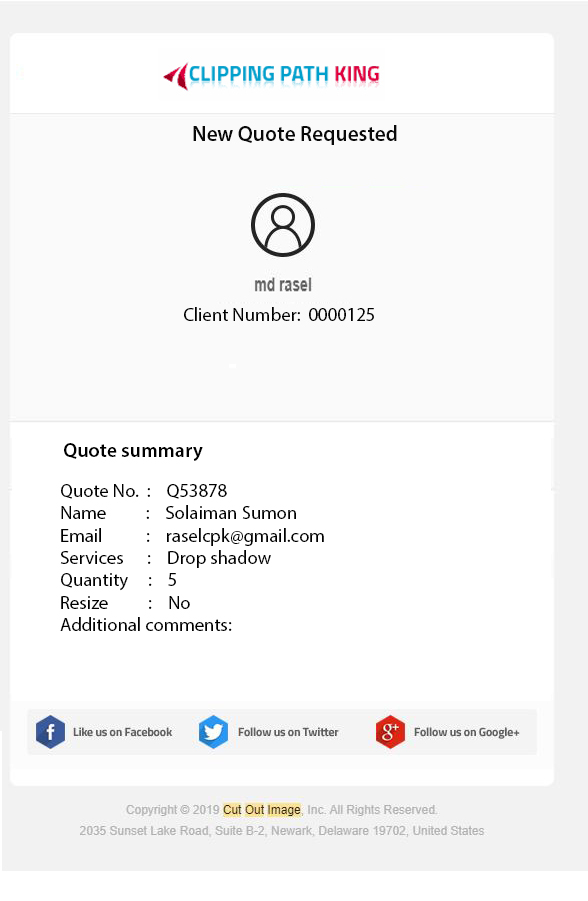 CLIPPING PATH KING
New Quote Requested
md rasel
Client Number: 0000125
Quote summary
Quote No. : Q53878
Name : Solaiman Sumon
Email : raselcpk@gmail.com
Services : Drop shadow
Quantity : 5
Resize : No
Additional comments:
f Like us on Facebook Follow us on Twitter g+ Follow us on Google+
Copyright © 2019 Cut Out Image, Inc. All Rights Reserved.
2035 Sunset Lake Road, Suite B-2, Newark, Delaware 19702, United States